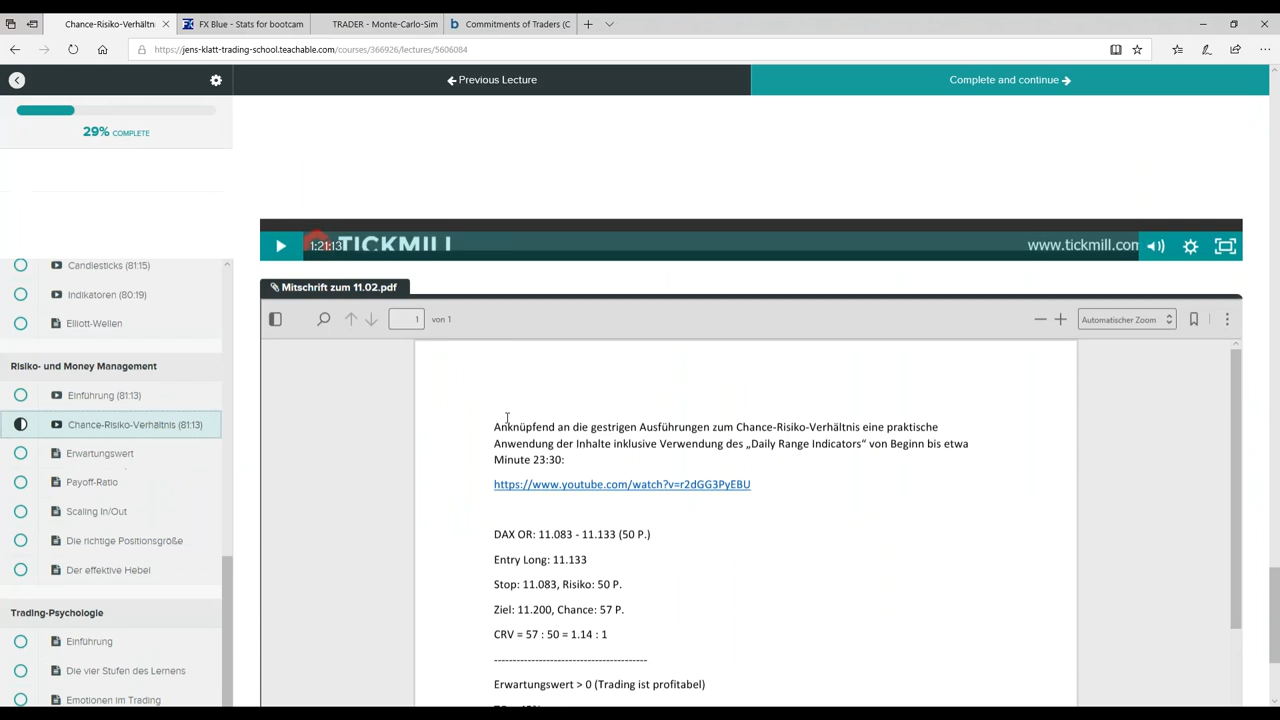 Chance-Risiko-Verhältn
FX Blue - Stats for bootcam
TRADER - Monte-Carlo-Sim
Commitments of Traders (C
https://jens-klatt-trading-school.teachable.com/courses/366926/lectures/5606084
Previous Lecture
Complete and continue
29% COMPLETE
1:21:13
TICKMILL
www.tickmill.com
Mitschrift zum 11.02.pdf
1
von 1
Automatischer Zoom
Candlesticks (81:15)
Indikatoren (80:19)
Elliott-Wellen
Risiko- und Money Management
Einführung (81:13)
Chance-Risiko-Verhältnis (81:13)
Erwartungswert
Payoff-Ratio
Scaling In/Out
Die richtige Positionsgröße
Der effektive Hebel
Trading-Psychologie
Einführung
Die vier Stufen des Lernens
Emotionen im Trading
Anknüpfend an die gestrigen Ausführungen zum Chance-Risiko-Verhältnis eine praktische
Anwendung der Inhalte inklusive Verwendung des „Daily Range Indicators“ von Beginn bis etwa
Minute 23:30:
https://www.youtube.com/watch?v=r2dGG3PyEBU
DAX OR: 11.083 - 11.133 (50 P.)
Entry Long: 11.133
Stop: 11.083, Risiko: 50 P.
Ziel: 11.200, Chance: 57 P.
CRV = 57 : 50 = 1.14 : 1
-----------------------------------------
Erwartungswert > 0 (Trading ist profitabel)